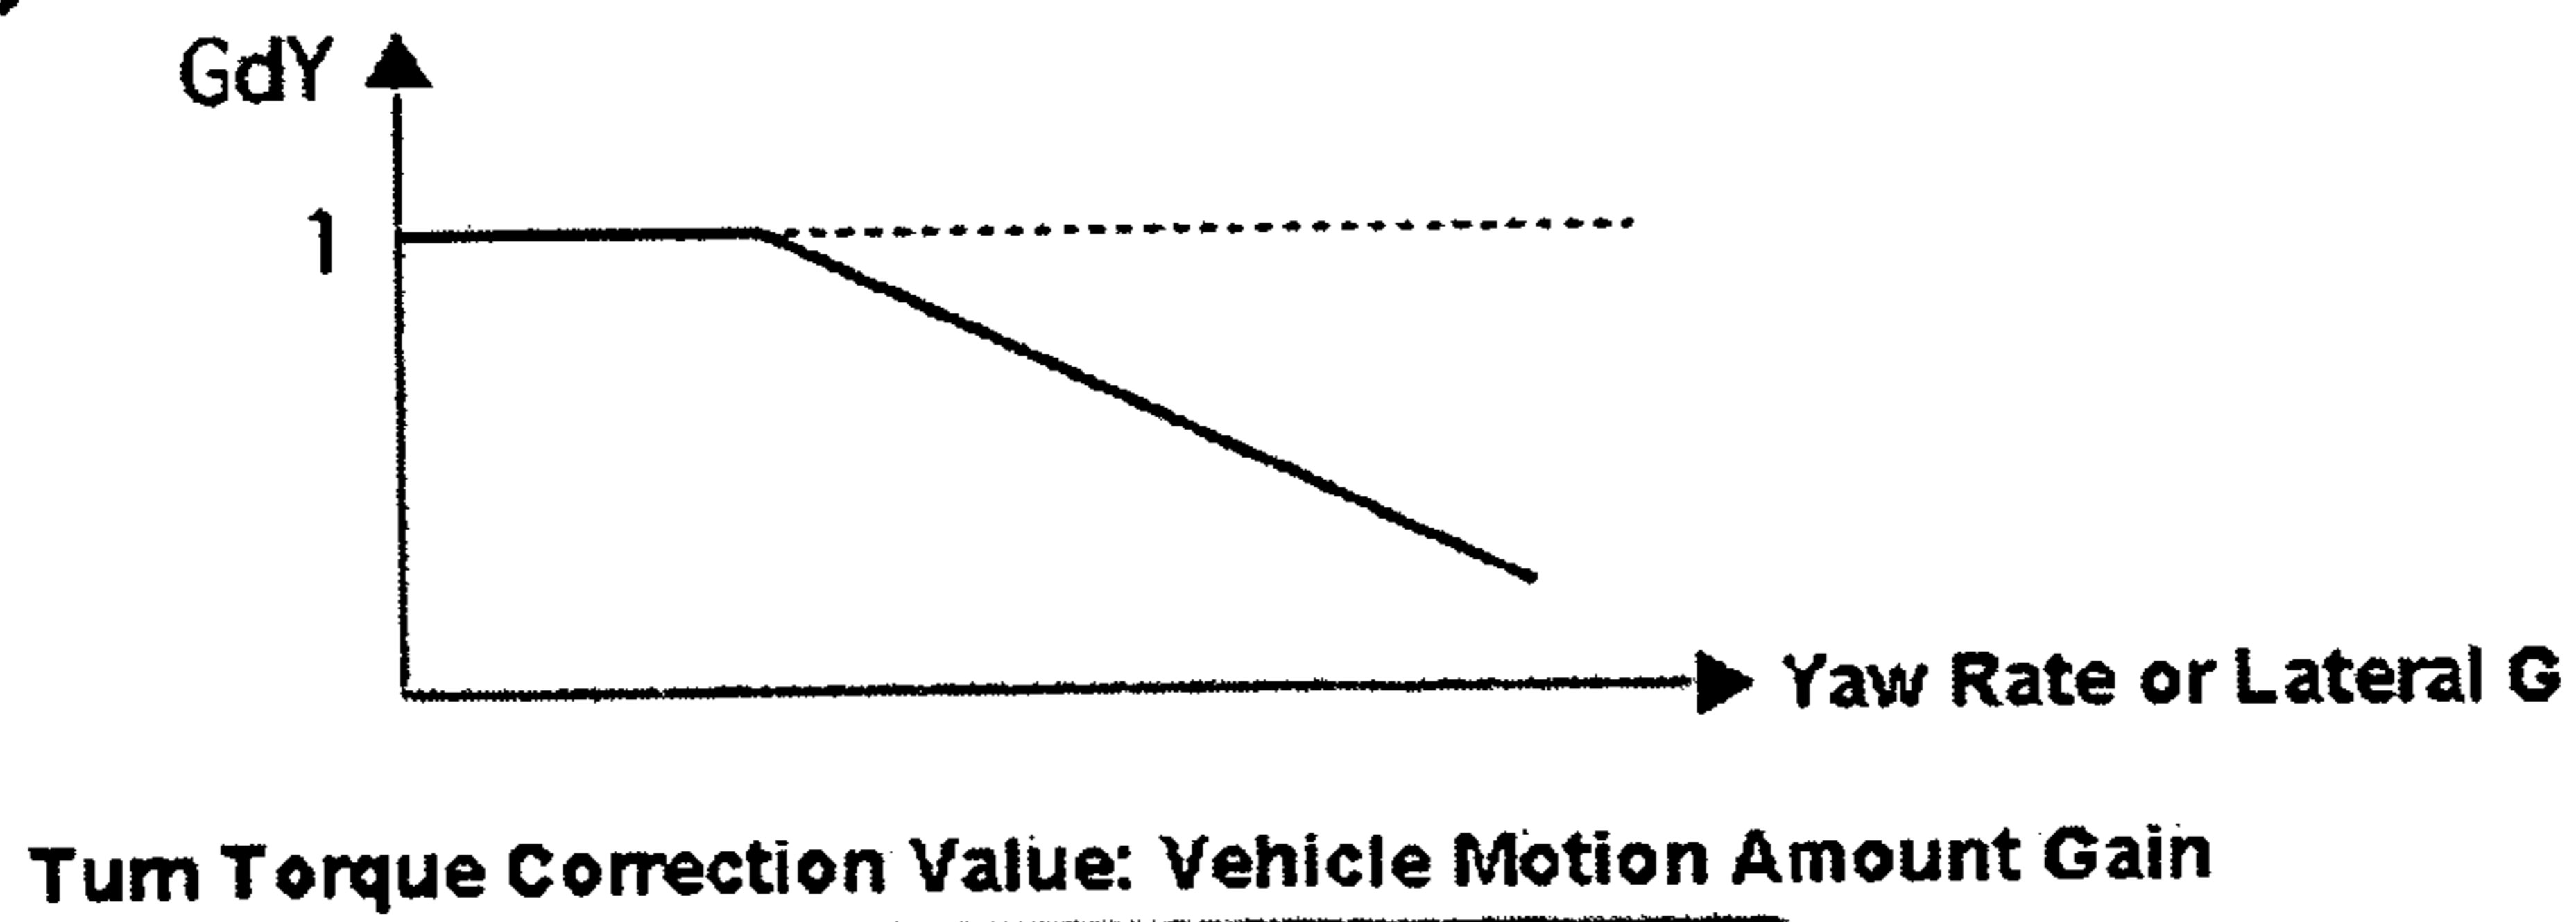 GdY
1
Yaw Rate or Lateral G
Turn Torque Correction Value: Vehicle Motion Amount Gain